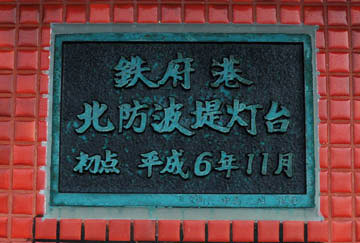 鉄府港
北防波堤灯台
初点 平成6年11月